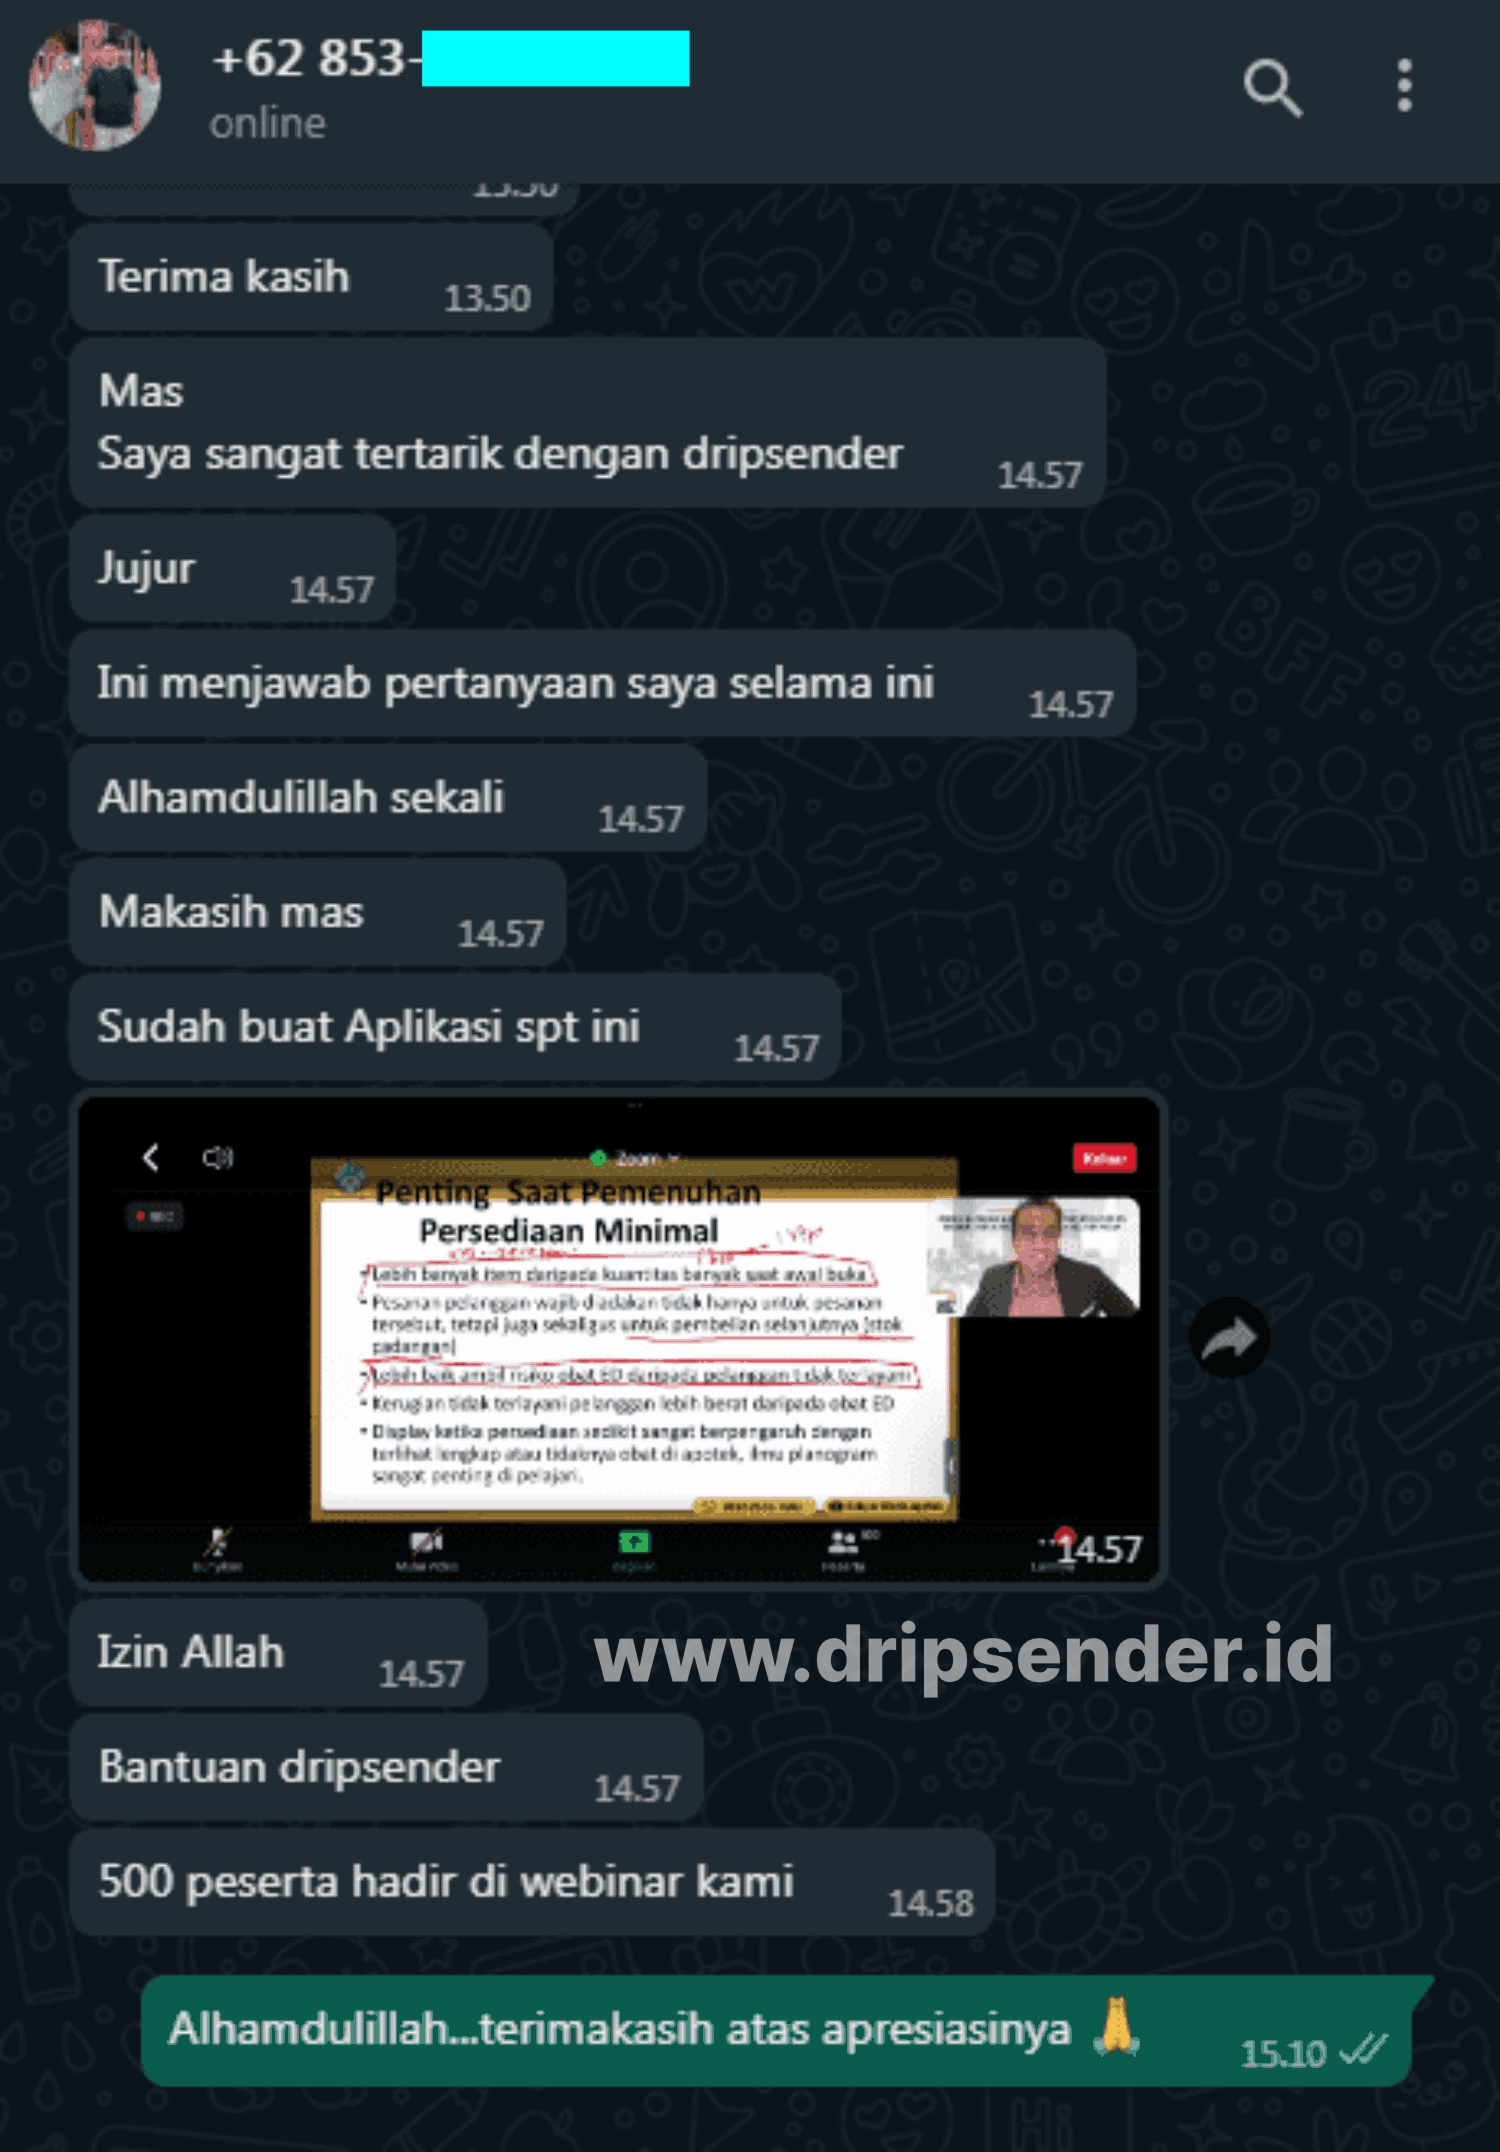 +62 853-
online
Terima kasih
13.50
Mas
Saya sangat tertarik dengan dripsender
14.57
Jujur
14.57
Ini menjawab pertanyaan saya selama ini
14.57
Alhamdulillah sekali
14.57
Makasih mas
14.57
Sudah buat Aplikasi spt ini
14.57
Zoom
Keluar
Penting Saat Pemenuhan
Persediaan Minimal
• Lebih banyak item daripada kuantitas banyak saat awal buka
• Pesanan pelanggan wajib diadakan tidak hanya untuk pesanan
tersebut, tetapi juga sekaligus untuk pembelian selanjutnya (stok
padangan)
• Lebih baik ambil risiko obat ED daripada pelanggan tidak terlayani
• Kerugian tidak terlayani pelanggan lebih berat daripada obat ED
• Display ketika persediaan sedikit sangat berpengaruh dengan
terlihat lengkap atau tidaknya obat di apotek, ilmu planogram
sangat penting di pelajari.
14.57
Izin Allah
14.57
www.dripsender.id
Bantuan dripsender
14.57
500 peserta hadir di webinar kami
14.58
Alhamdulillah...terimakasih atas apresiasinya 🙏
15.10